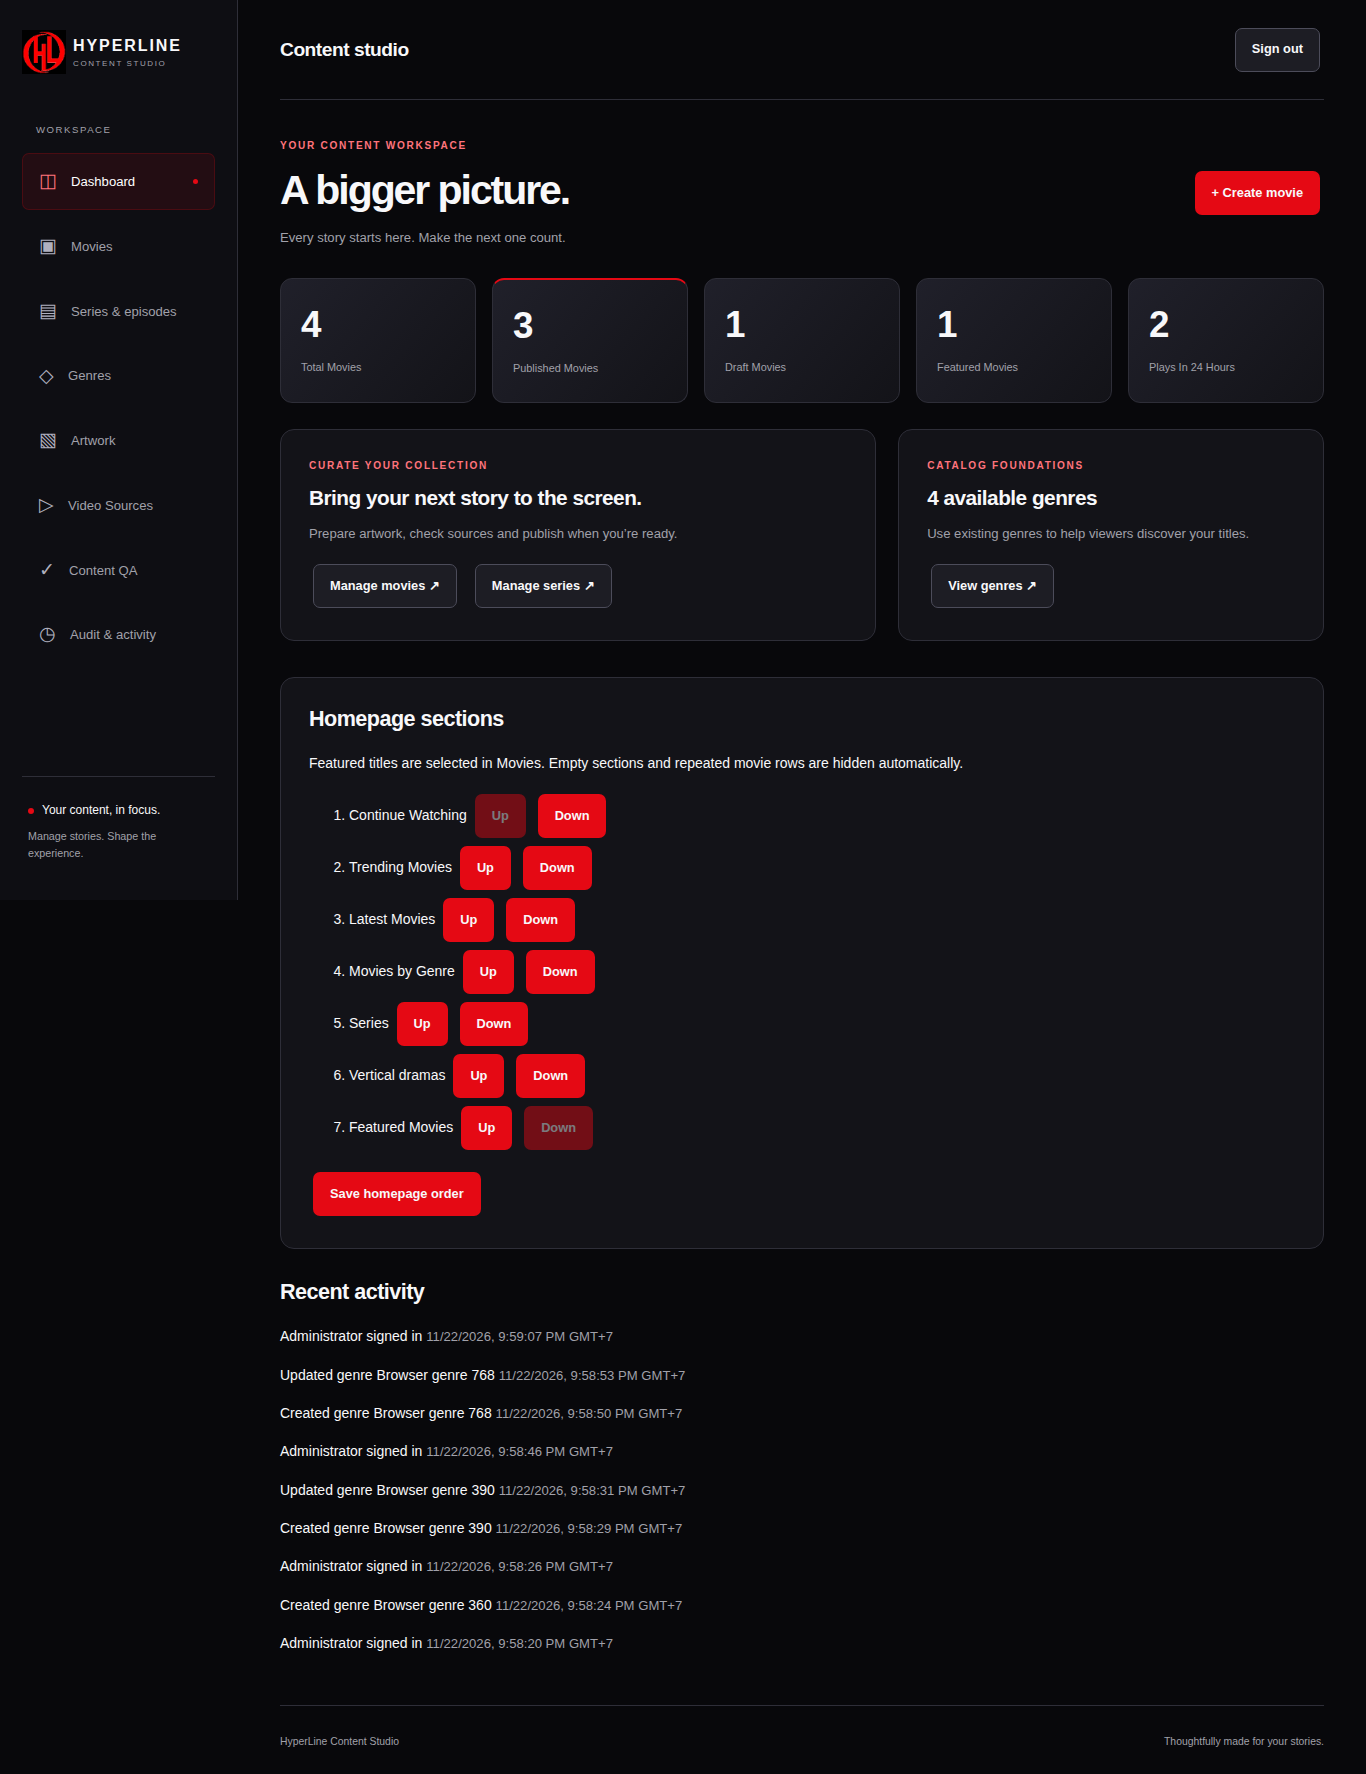 HYPERLINE
CONTENT STUDIO
WORKSPACE
Dashboard
Movies
Series & episodes
Genres
Artwork
Video Sources
Content QA
Audit & activity
Your content, in focus.
Manage stories. Shape the
experience.
Content studio
Sign out
YOUR CONTENT WORKSPACE
A bigger picture.
+ Create movie
Every story starts here. Make the next one count.
4
Total Movies
3
Published Movies
1
Draft Movies
1
Featured Movies
2
Plays In 24 Hours
CURATE YOUR COLLECTION
Bring your next story to the screen.
Prepare artwork, check sources and publish when you’re ready.
Manage movies ↗
Manage series ↗
CATALOG FOUNDATIONS
4 available genres
Use existing genres to help viewers discover your titles.
View genres ↗
Homepage sections
Featured titles are selected in Movies. Empty sections and repeated movie rows are hidden automatically.
1. Continue Watching Up Down
2. Trending Movies Up Down
3. Latest Movies Up Down
4. Movies by Genre Up Down
5. Series Up Down
6. Vertical dramas Up Down
7. Featured Movies Up Down
Save homepage order
Recent activity
Administrator signed in 11/22/2026, 9:59:07 PM GMT+7
Updated genre Browser genre 768 11/22/2026, 9:58:53 PM GMT+7
Created genre Browser genre 768 11/22/2026, 9:58:50 PM GMT+7
Administrator signed in 11/22/2026, 9:58:46 PM GMT+7
Updated genre Browser genre 390 11/22/2026, 9:58:31 PM GMT+7
Created genre Browser genre 390 11/22/2026, 9:58:29 PM GMT+7
Administrator signed in 11/22/2026, 9:58:26 PM GMT+7
Created genre Browser genre 360 11/22/2026, 9:58:24 PM GMT+7
Administrator signed in 11/22/2026, 9:58:20 PM GMT+7
HyperLine Content Studio
Thoughtfully made for your stories.